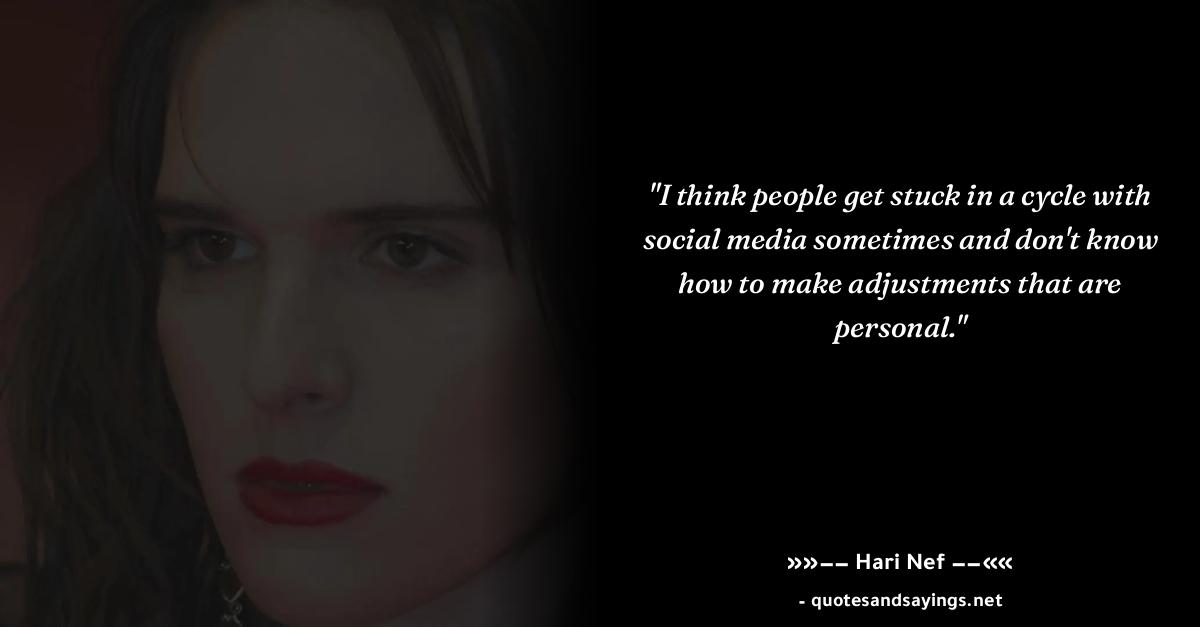 "I think people get stuck in a cycle with
social media sometimes and don't know
how to make adjustments that are
personal."
»»–– Hari Nef ––««
- quotesandsayings.net